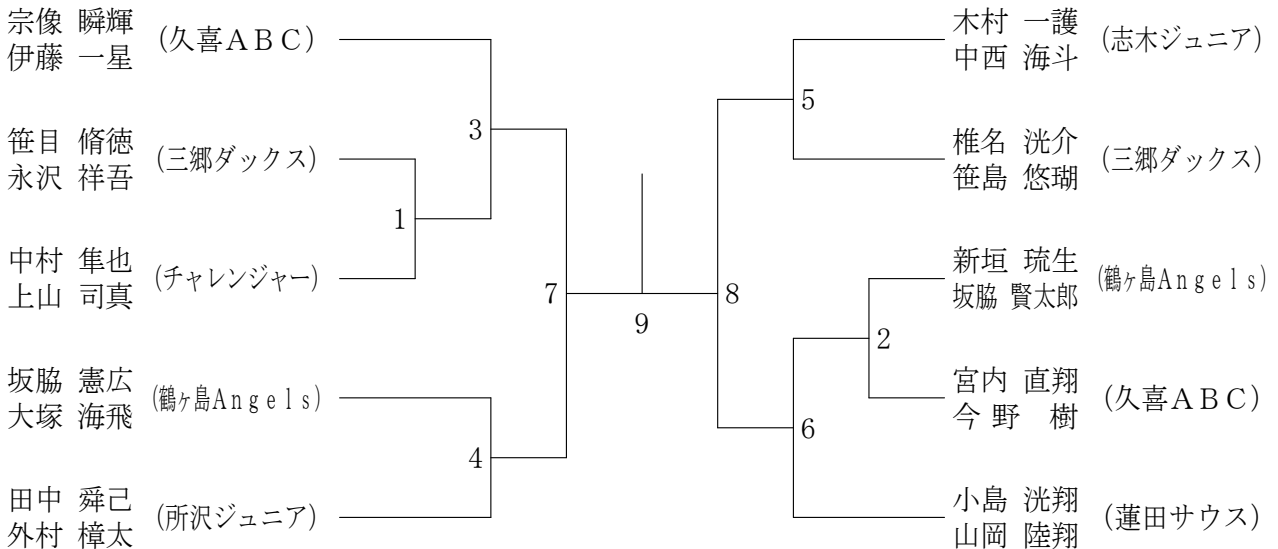 宗像 瞬輝
伊藤 一星
(久喜ABC)
笹目 脩徳
永沢 祥吾
(三郷ダックス)
中村 隼也
上山 司真
(チャレンジャー)
坂脇 憲広
大塚 海飛
(鶴ヶ島Angels)
田中 舜己
外村 樟太
(所沢ジュニア)
1
3
4
7
9
8
5
2
6
木村 一護
中西 海斗
(志木ジュニア)
椎名 洸介
笹島 悠瑚
(三郷ダックス)
新垣 琉生
坂脇 賢太郎
(鶴ヶ島Angels)
宮内 直翔
今野 樹
(久喜ABC)
小島 洸翔
山岡 陸翔
(蓮田サウス)